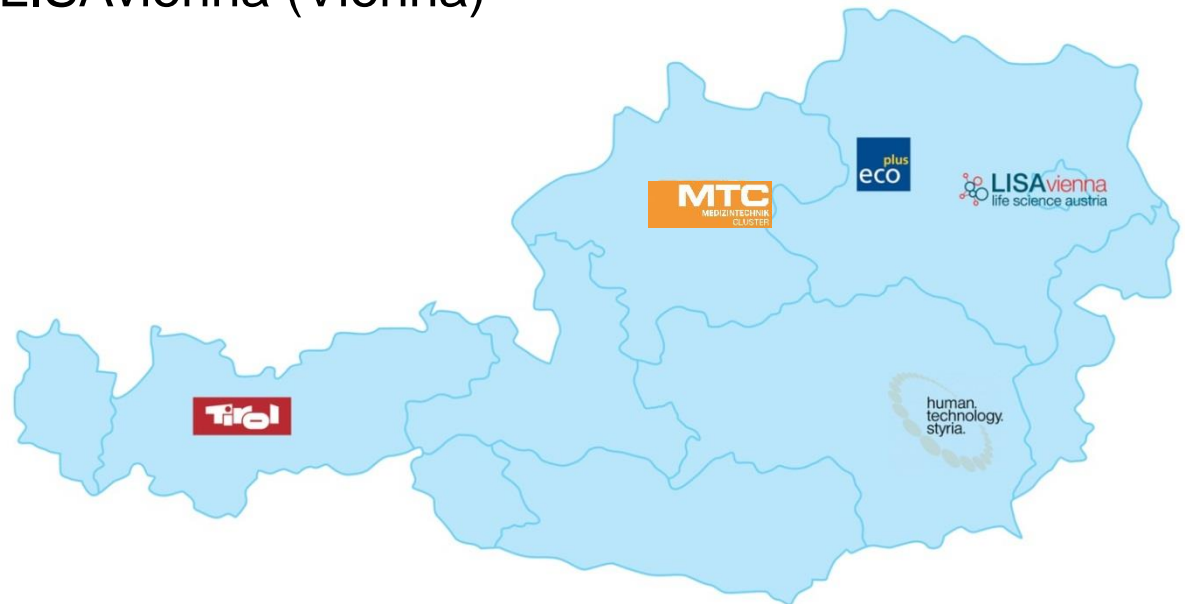 LISAvienna (Vienna)
plus
eco
MTC
MEDIZINTECHNIK
CLUSTER
LISAvienna
life science austria
Tirol
human.
technology.
styria.